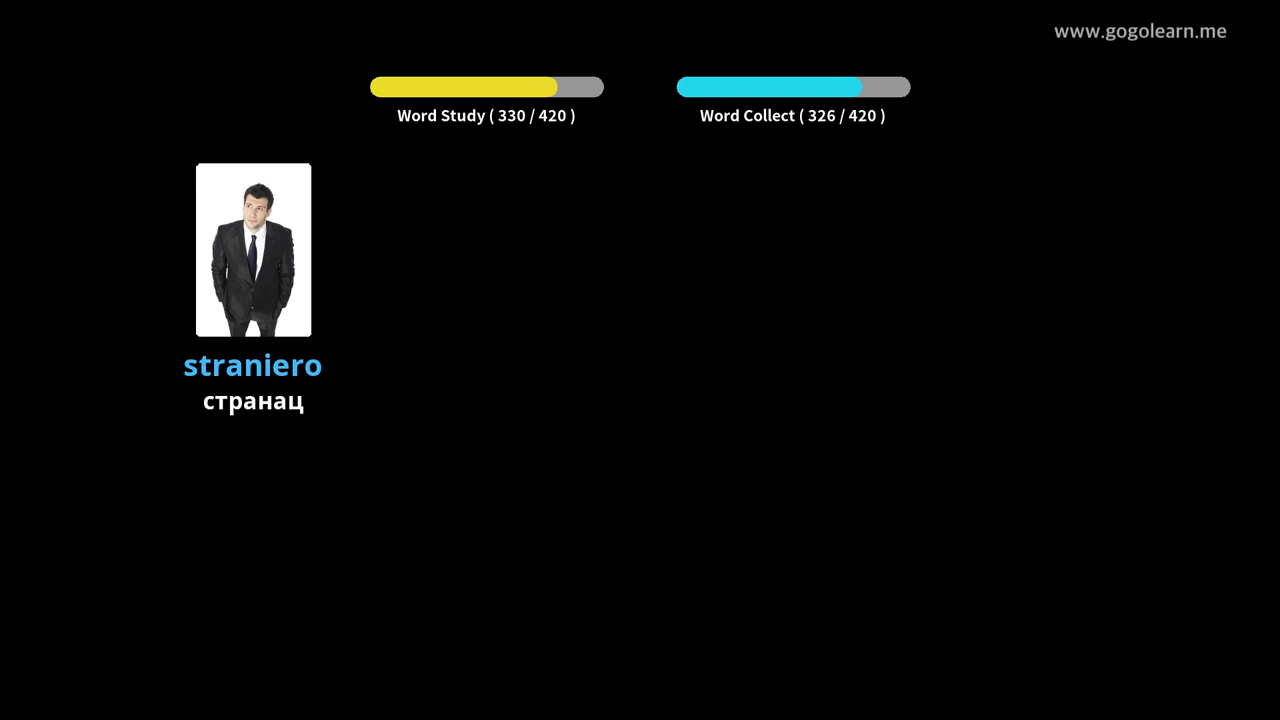 www.gogolearn.me
Word Study ( 330 / 420 )
Word Collect ( 326 / 420 )
straniero
странац